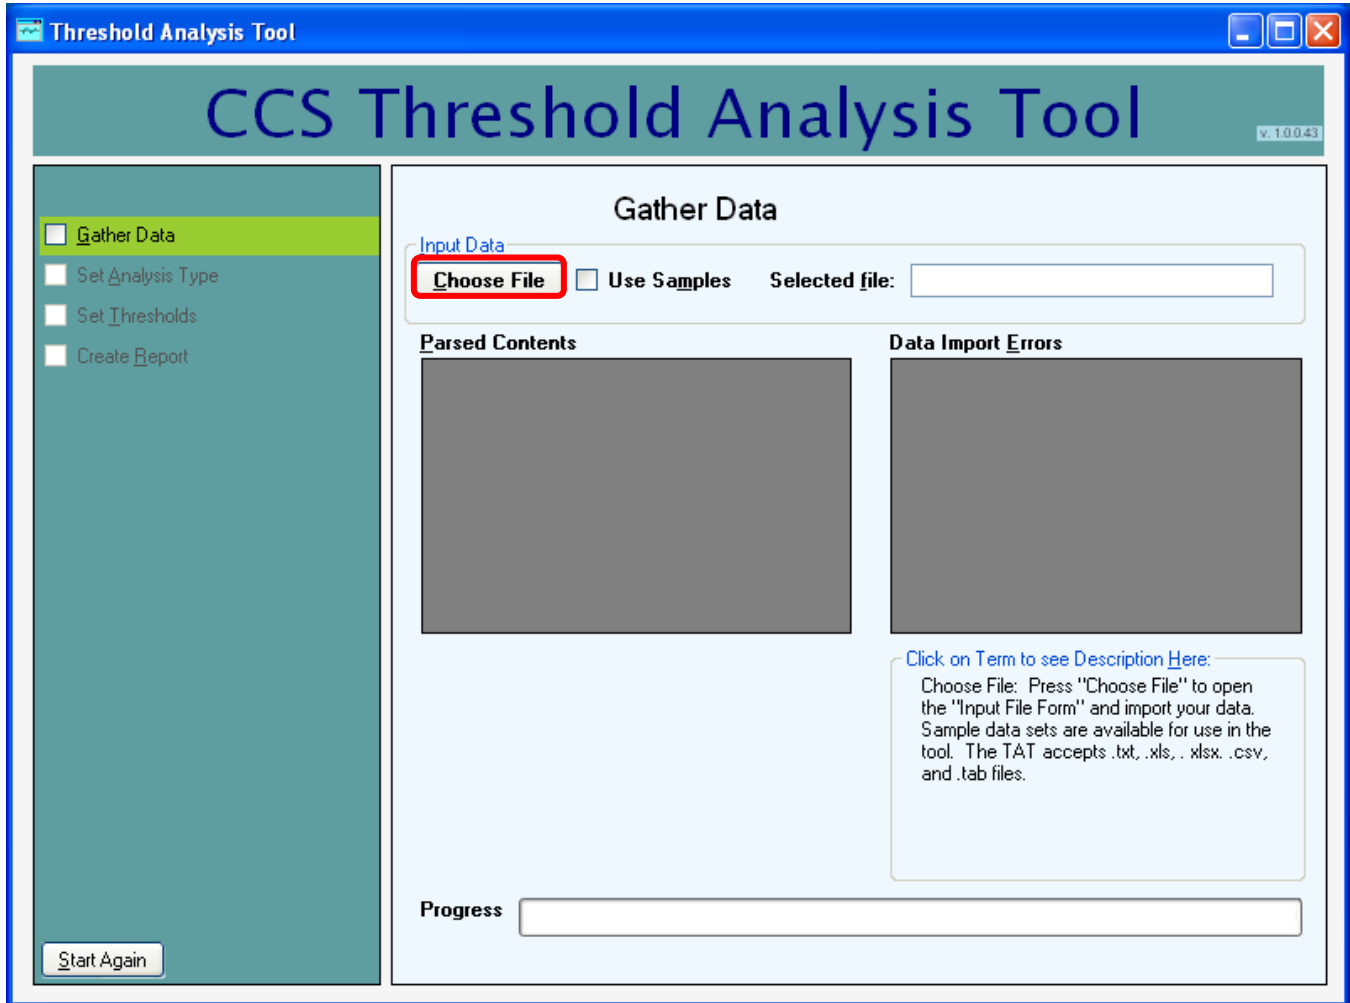 Threshold Analysis Tool
CCS Threshold Analysis Tool
v. 1.0.0.43
Gather Data
Set Analysis Type
Set Thresholds
Create Report
Start Again
Gather Data
Input Data
Choose File
Use Samples
Selected file:
Parsed Contents
Data Import Errors
Click on Term to see Description Here:
Choose File: Press "Choose File" to open
the "Input File Form" and import your data.
Sample data sets are available for use in the
tool. The TAT accepts .txt, .xls, . xlsx. .csv,
and .tab files.
Progress